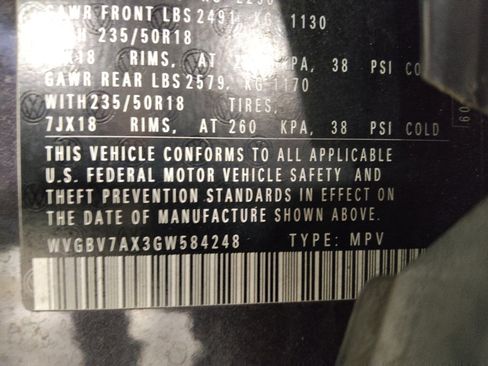 GAWR FRONT LBS 2491, KG 1130
235/50R18
RIMS, AT KPA, 38 PSI COLD
GAWR REAR LBS 2579, KG 1170
WITH 235/50R18 TIRES,
7JX18 RIMS, AT 260 KPA, 38 PSI COLD
THIS VEHICLE CONFORMS TO ALL APPLICABLE
U.S. FEDERAL MOTOR VEHICLE SAFETY AND
THEFT PREVENTION STANDARDS IN EFFECT ON
THE DATE OF MANUFACTURE SHOWN ABOVE.
WVGBV7AX3GW584248 TYPE: MPV